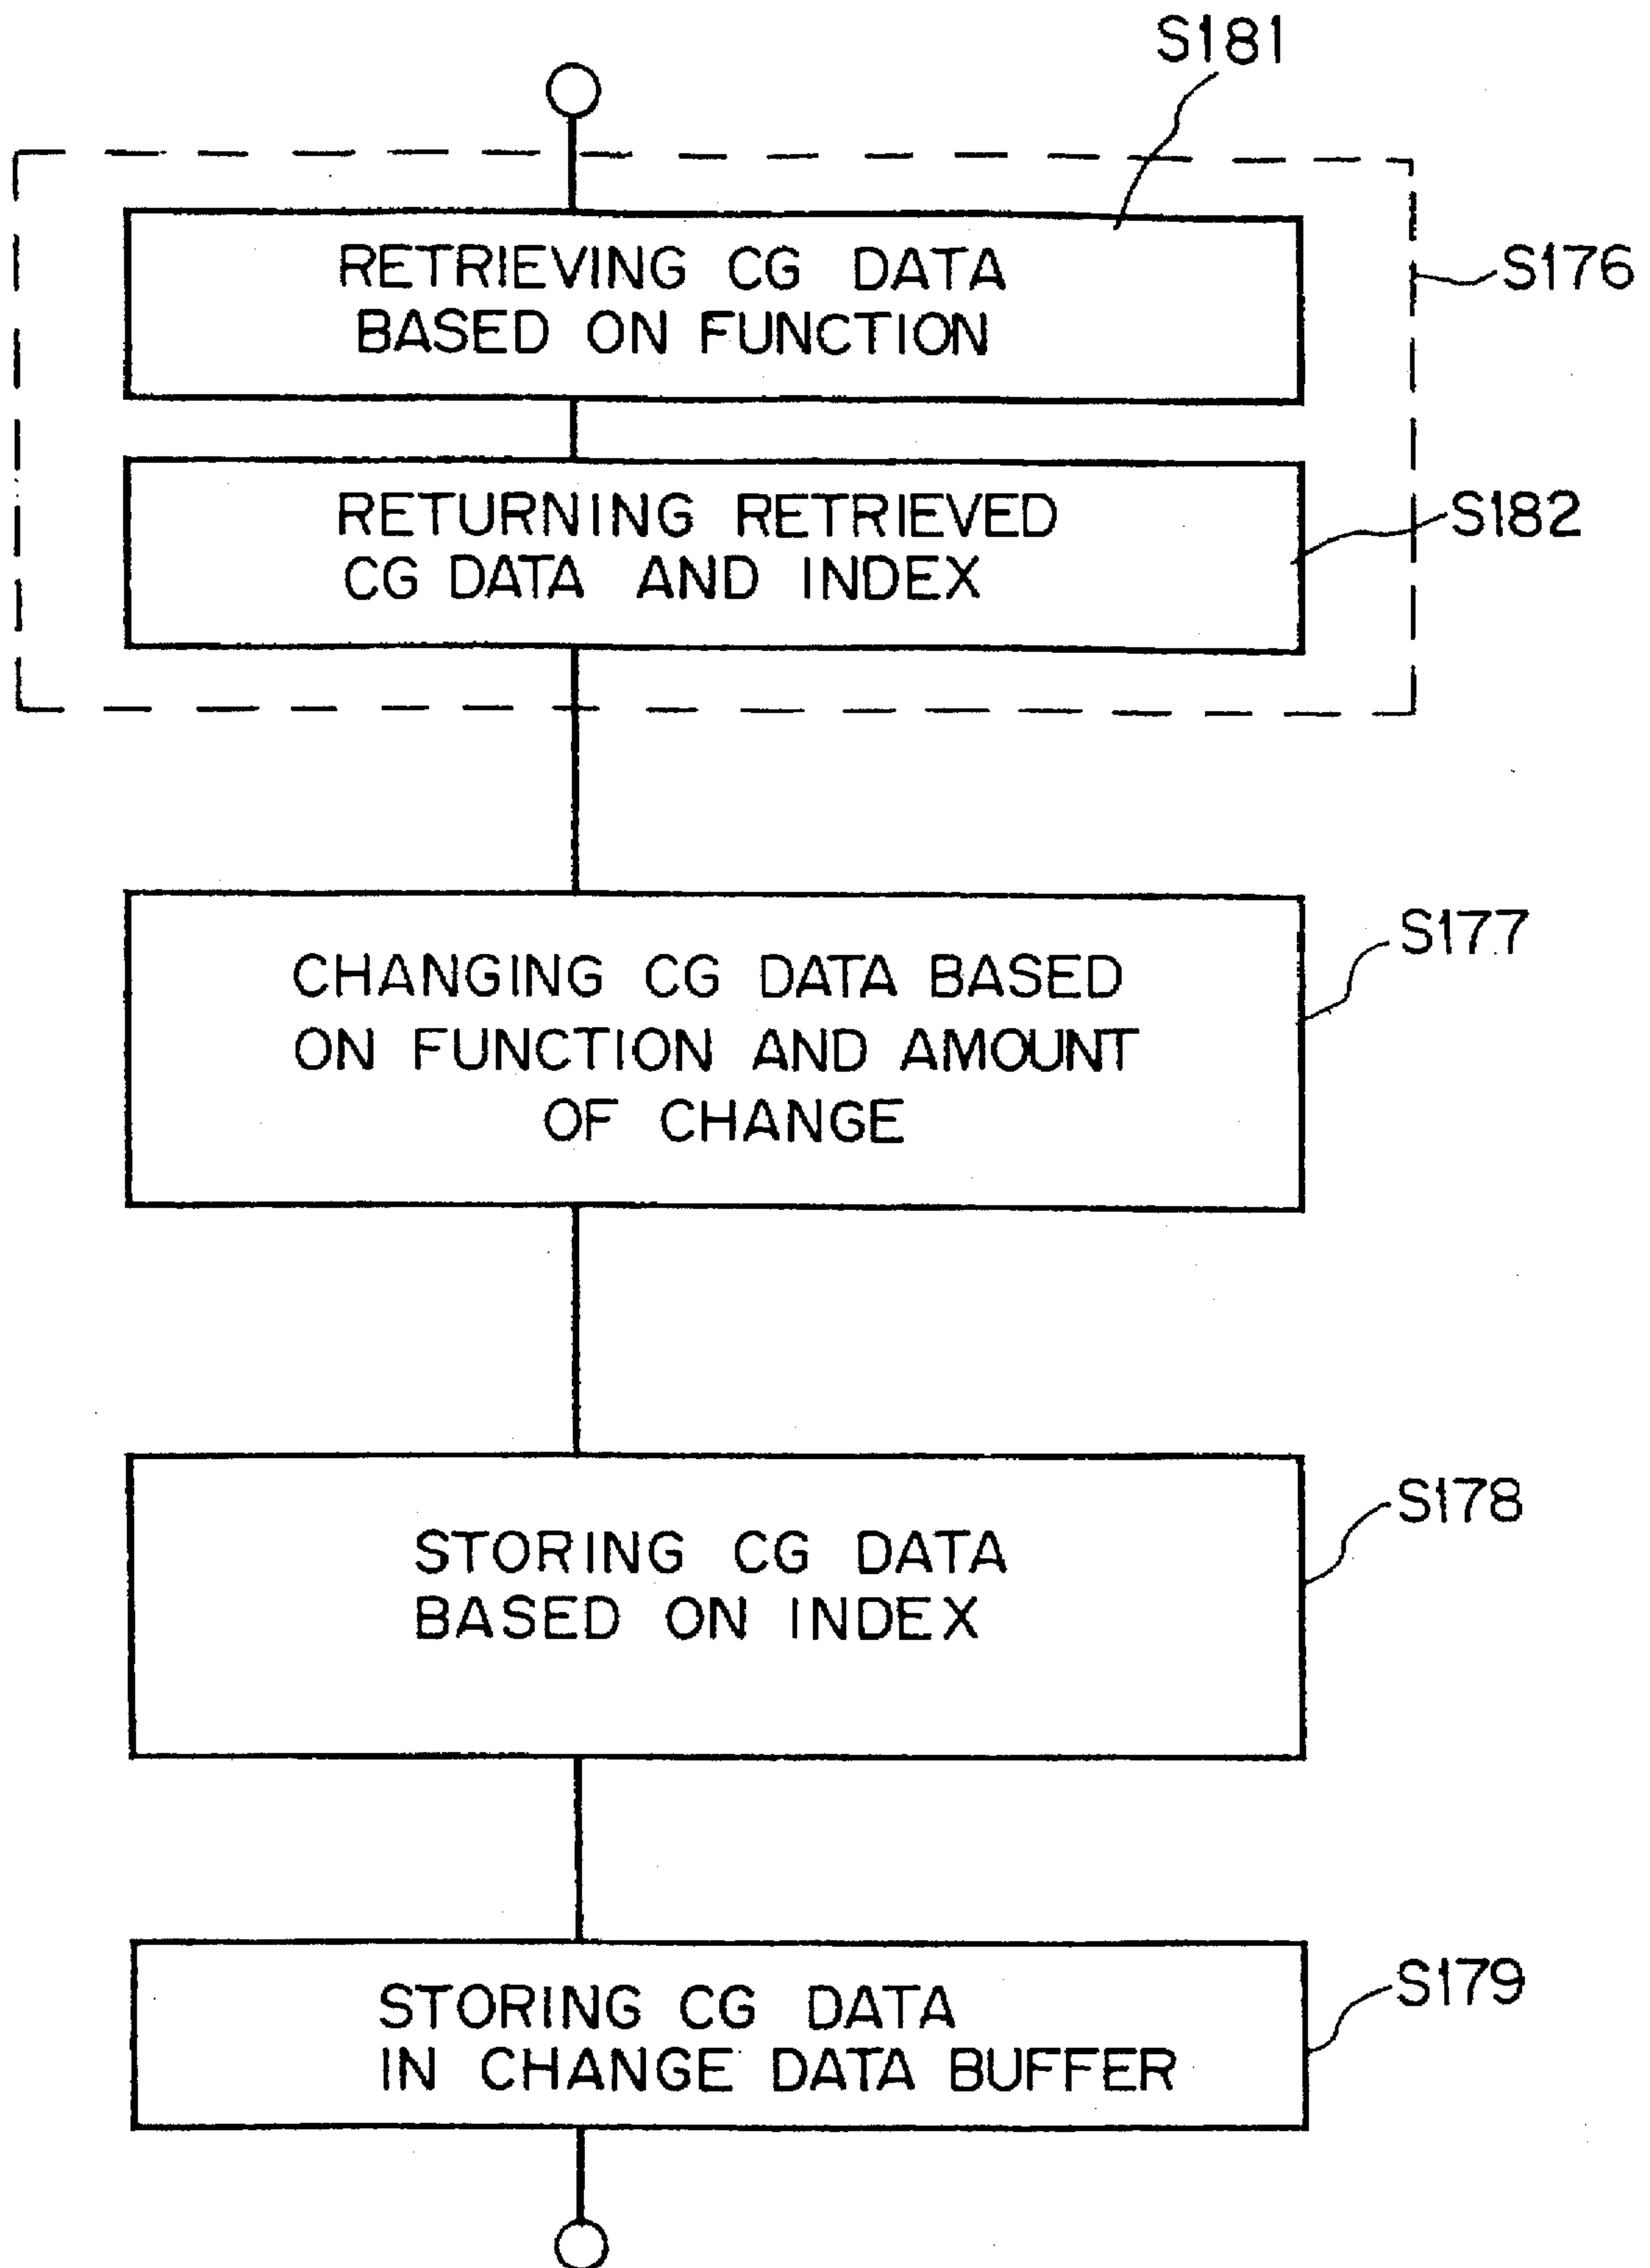 S181
RETRIEVING CG DATA
BASED ON FUNCTION
S176
RETURNING RETRIEVED
CG DATA AND INDEX
S182
CHANGING CG DATA BASED
ON FUNCTION AND AMOUNT
OF CHANGE
S177
STORING CG DATA
BASED ON INDEX
S178
STORING CG DATA
IN CHANGE DATA BUFFER
S179